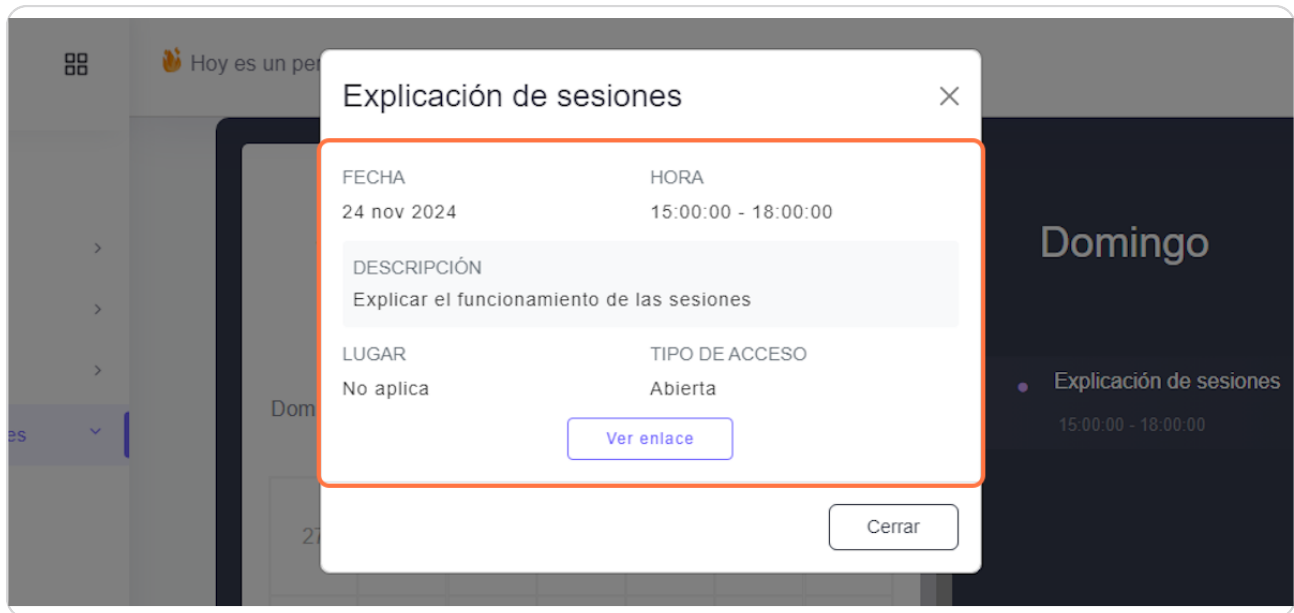 Hoy es un per
Explicación de sesiones
FECHA
HORA
24 nov 2024
15:00:00 - 18:00:00
DESCRIPCIÓN
Explicar el funcionamiento de las sesiones
LUGAR
TIPO DE ACCESO
No aplica
Abierta
Ver enlace
Cerrar
Domingo
Explicación de sesiones
15:00:00 - 18:00:00
Dom
es
27